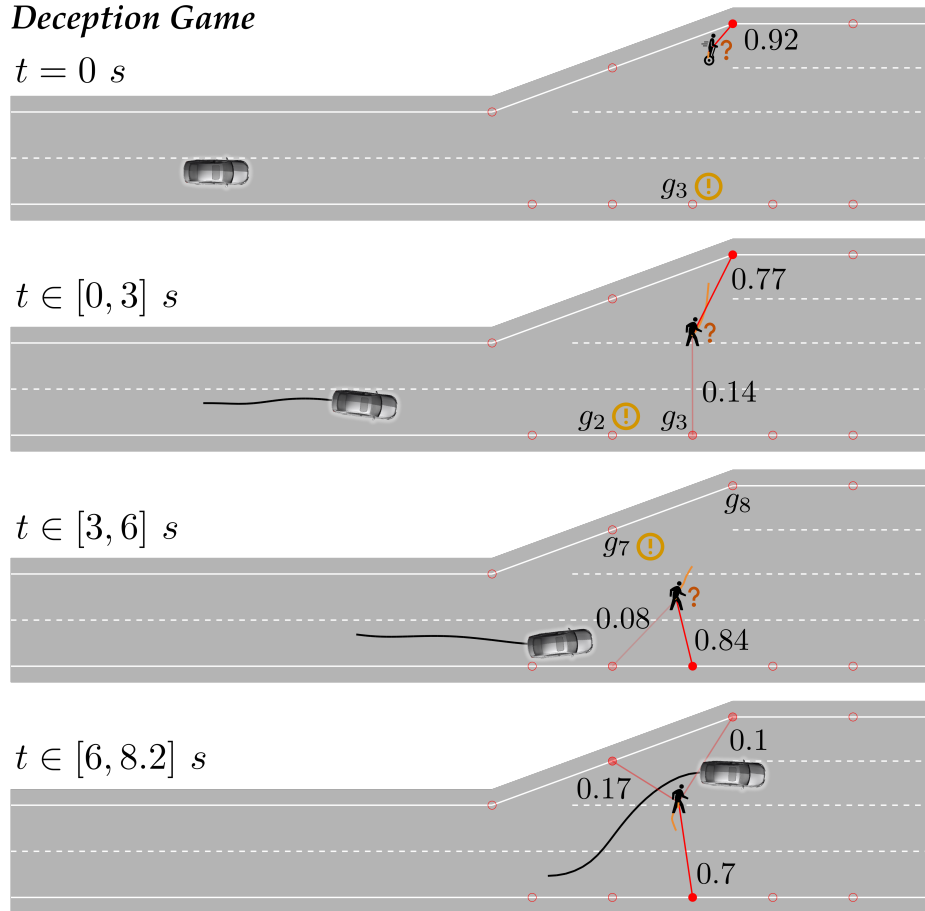 Deception Game
t = 0 s
0.92
?
g₃ !
t ∈ [0, 3] s
0.77
?
0.14
g₂ ! g₃
t ∈ [3, 6] s
g₈
g₇ !
?
0.08
0.84
t ∈ [6, 8.2] s
0.1
0.17
0.7